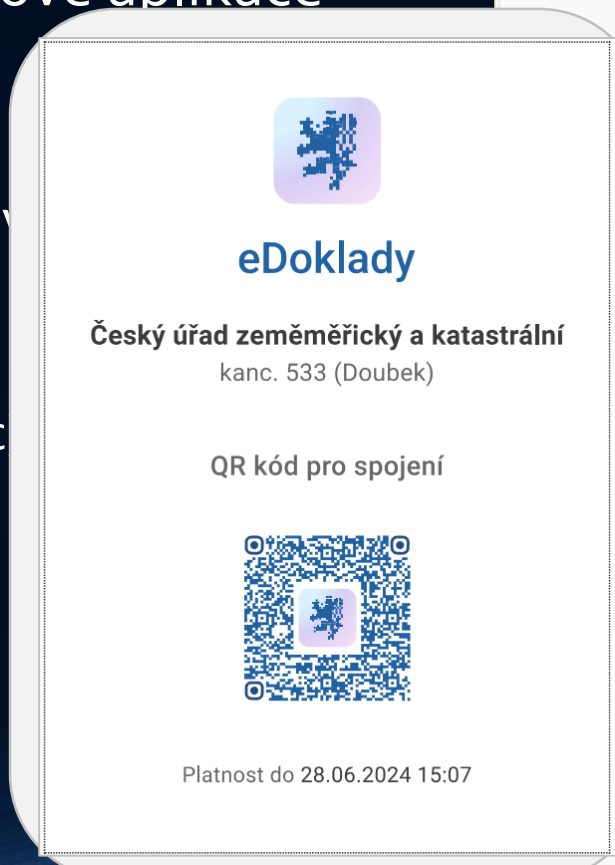 aplikace
eDoklady
Český úřad zeměměřický a katastrální
kanc. 533 (Doubek)
QR kód pro spojení
Platnost do 28.06.2024 15:07